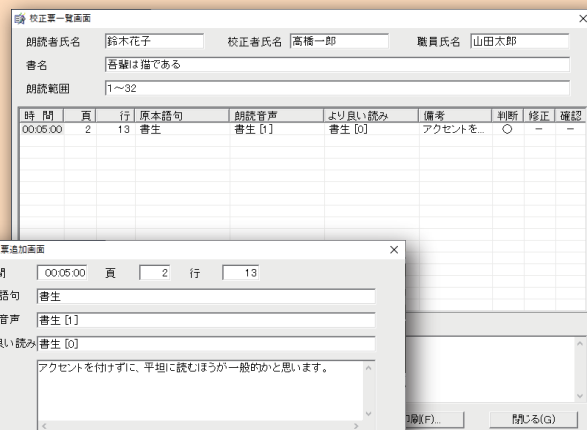 校正票一覧画面
朗読者氏名 鈴木花子 校正者氏名 高橋一郎 職員氏名 山田太郎
書名 吾輩は猫である
朗読範囲 1～32
時 間 頁 行 原本語句 朗読音声 より良い読み 備考 判断 修正 確認
00:05:00 2 13 書生 書生 [1] 書生 [0] アクセントを... ○ － －
票追加画面
間 00:05:00 頁 2 行 13
語句 書生
音声 書生 [1]
良い読み 書生 [0]
アクセントを付けずに、平坦に読むほうが一般的かと思います。
印刷(F)... 閉じる(G)